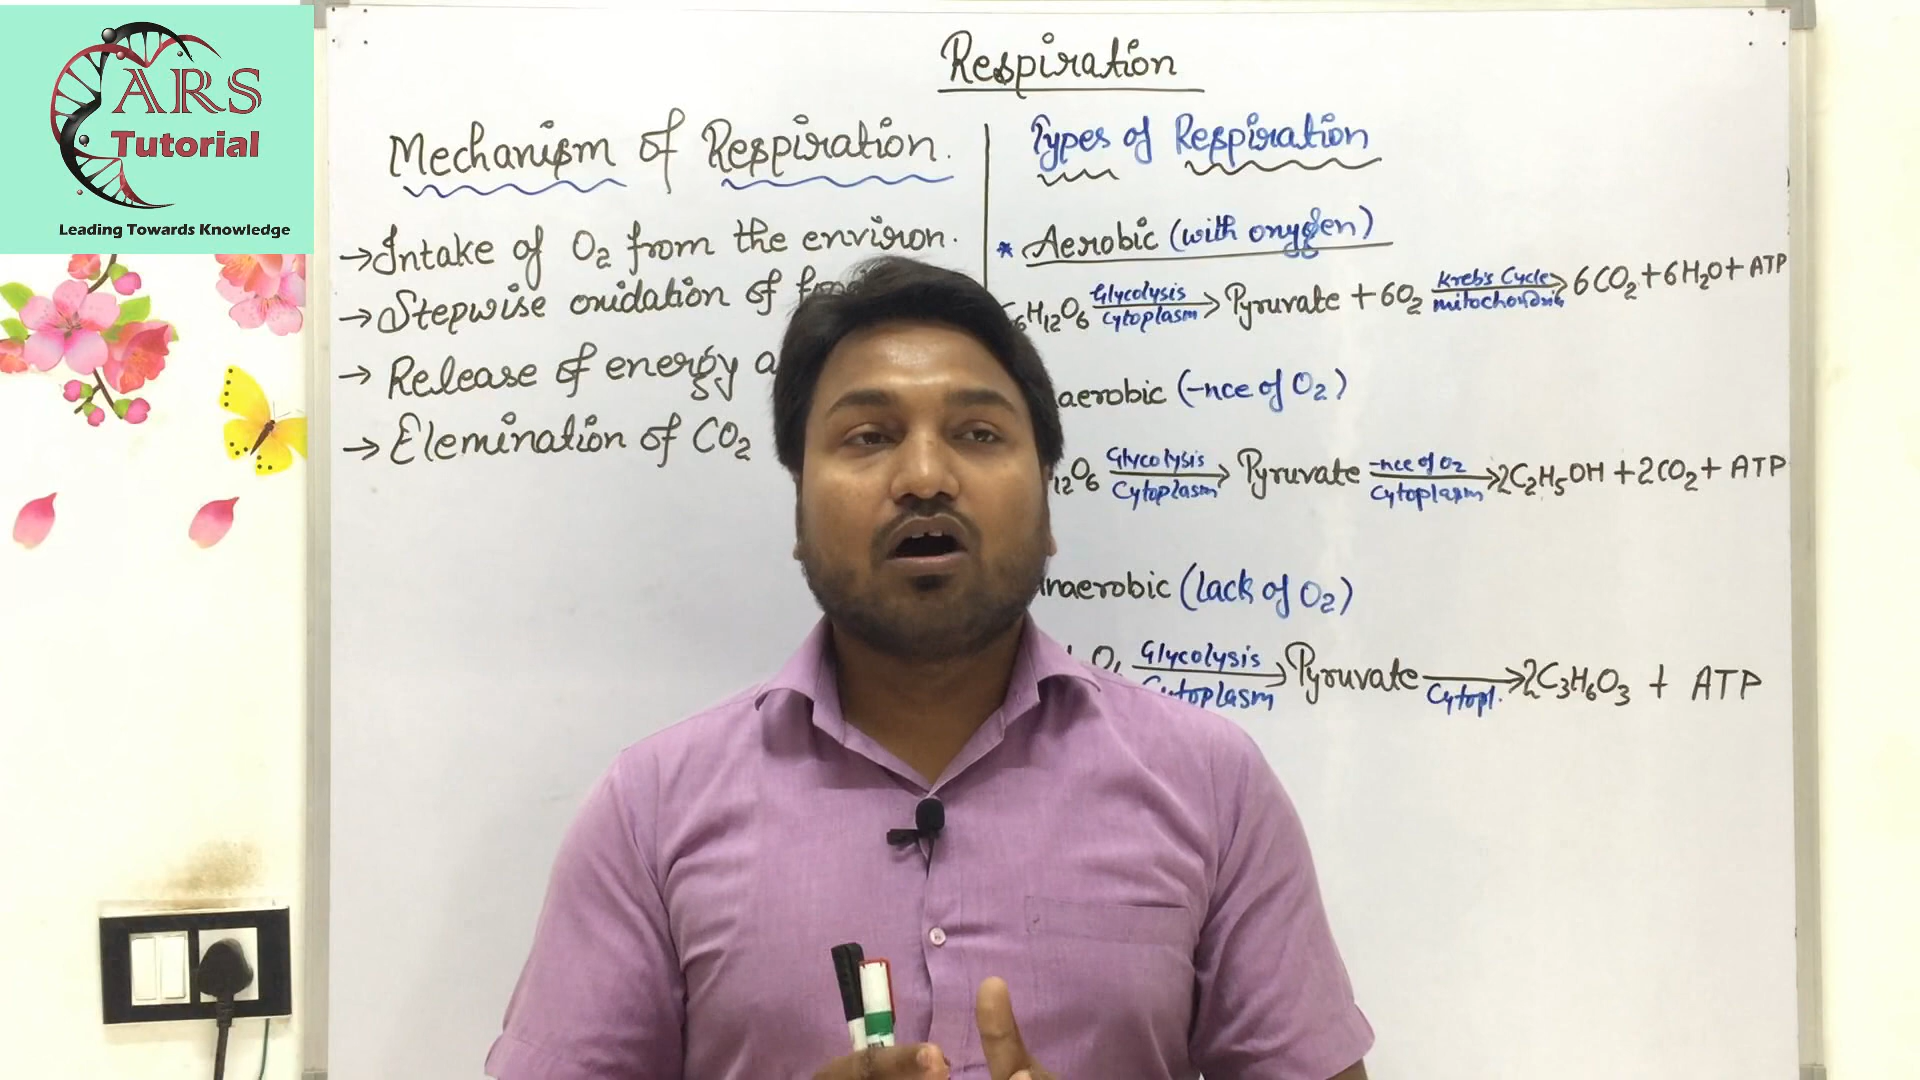 ARS
Tutorial
Leading Towards Knowledge
Respiration
Mechanism of Respiration.
→ Intake of O₂ from the environ.
→ Stepwise oxidation of
→ Release of energy
→ Elemination of CO₂
Types of Respiration
* Aerobic (with oxygen)
₆H₁₂O₆ Glycolysis Cytoplasm → Pyruvate + 6O₂ Kreb's Cycle mitochondria → 6CO₂ + 6H₂O + ATP
aerobic (-nce of O₂)
₁₂O₆ Glycolysis Cytoplasm → Pyruvate -nce of O₂ Cytoplasm → 2C₂H₅OH + 2CO₂ + ATP
naerobic (lack of O₂)
Glycolysis Cytoplasm → Pyruvate → Cytopl. 2C₃H₆O₃ + ATP